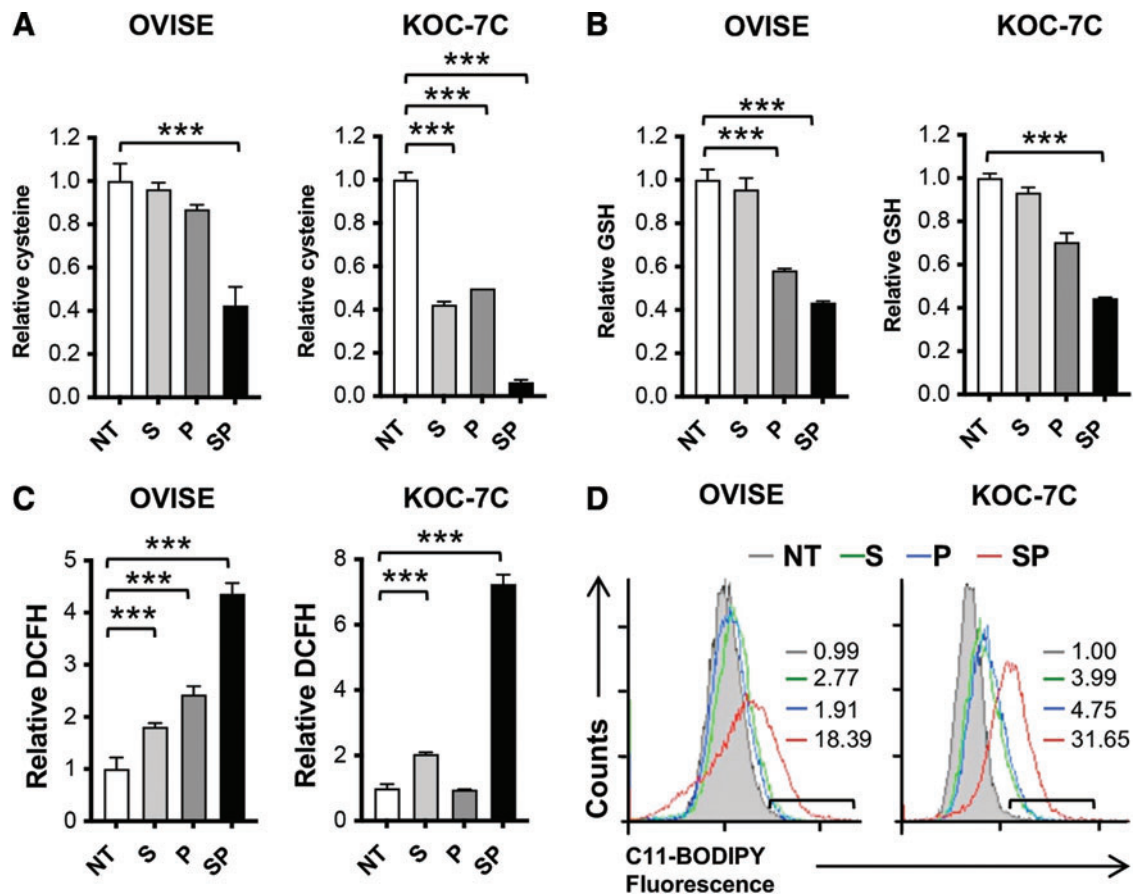 A
OVISE
KOC-7C
***
Relative cysteine
1.2
1.0
0.8
0.6
0.4
0.2
0.0
NT
S
P
SP
***
***
***
Relative cysteine
1.2
1.0
0.8
0.6
0.4
0.2
0.0
NT
S
P
SP
B
OVISE
KOC-7C
***
***
Relative GSH
1.2
1.0
0.8
0.6
0.4
0.2
0.0
NT
S
P
SP
***
Relative GSH
1.2
1.0
0.8
0.6
0.4
0.2
0.0
NT
S
P
SP
C
OVISE
KOC-7C
***
***
***
Relative DCFH
5
4
3
2
1
0
NT
S
P
SP
***
***
Relative DCFH
8
6
4
2
0
NT
S
P
SP
D
OVISE
KOC-7C
NT S P SP
Counts
0.99
2.77
1.91
18.39
1.00
3.99
4.75
31.65
C11-BODIPY
Fluorescence